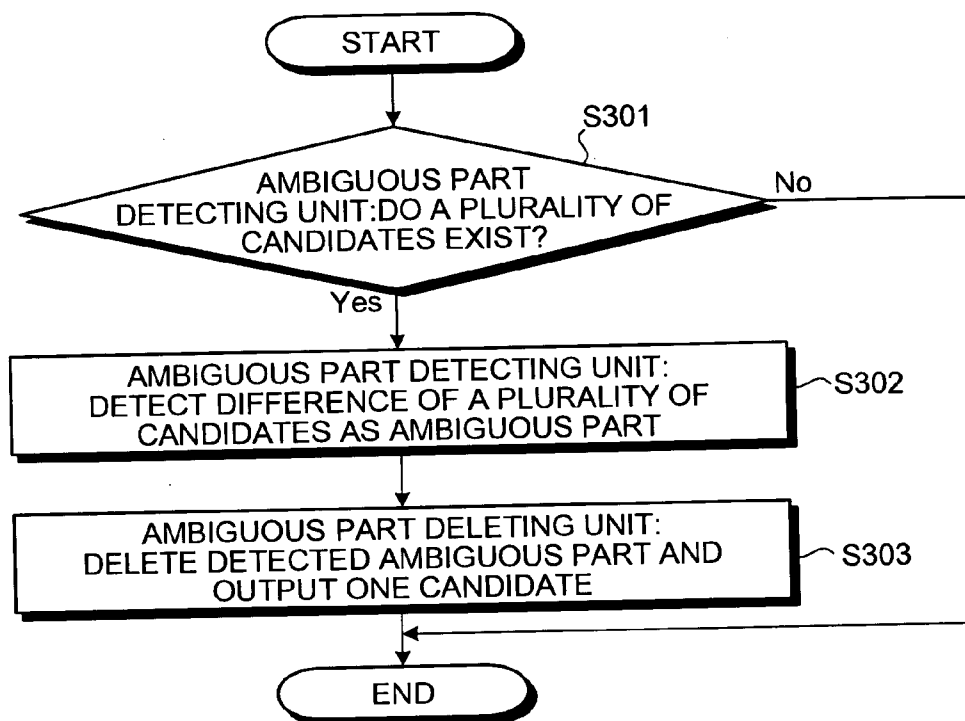 START
S301
AMBIGUOUS PART
DETECTING UNIT:DO A PLURALITY OF
CANDIDATES EXIST?
No
Yes
AMBIGUOUS PART DETECTING UNIT:
DETECT DIFFERENCE OF A PLURALITY OF
CANDIDATES AS AMBIGUOUS PART
S302
AMBIGUOUS PART DELETING UNIT:
DELETE DETECTED AMBIGUOUS PART AND
OUTPUT ONE CANDIDATE
S303
END